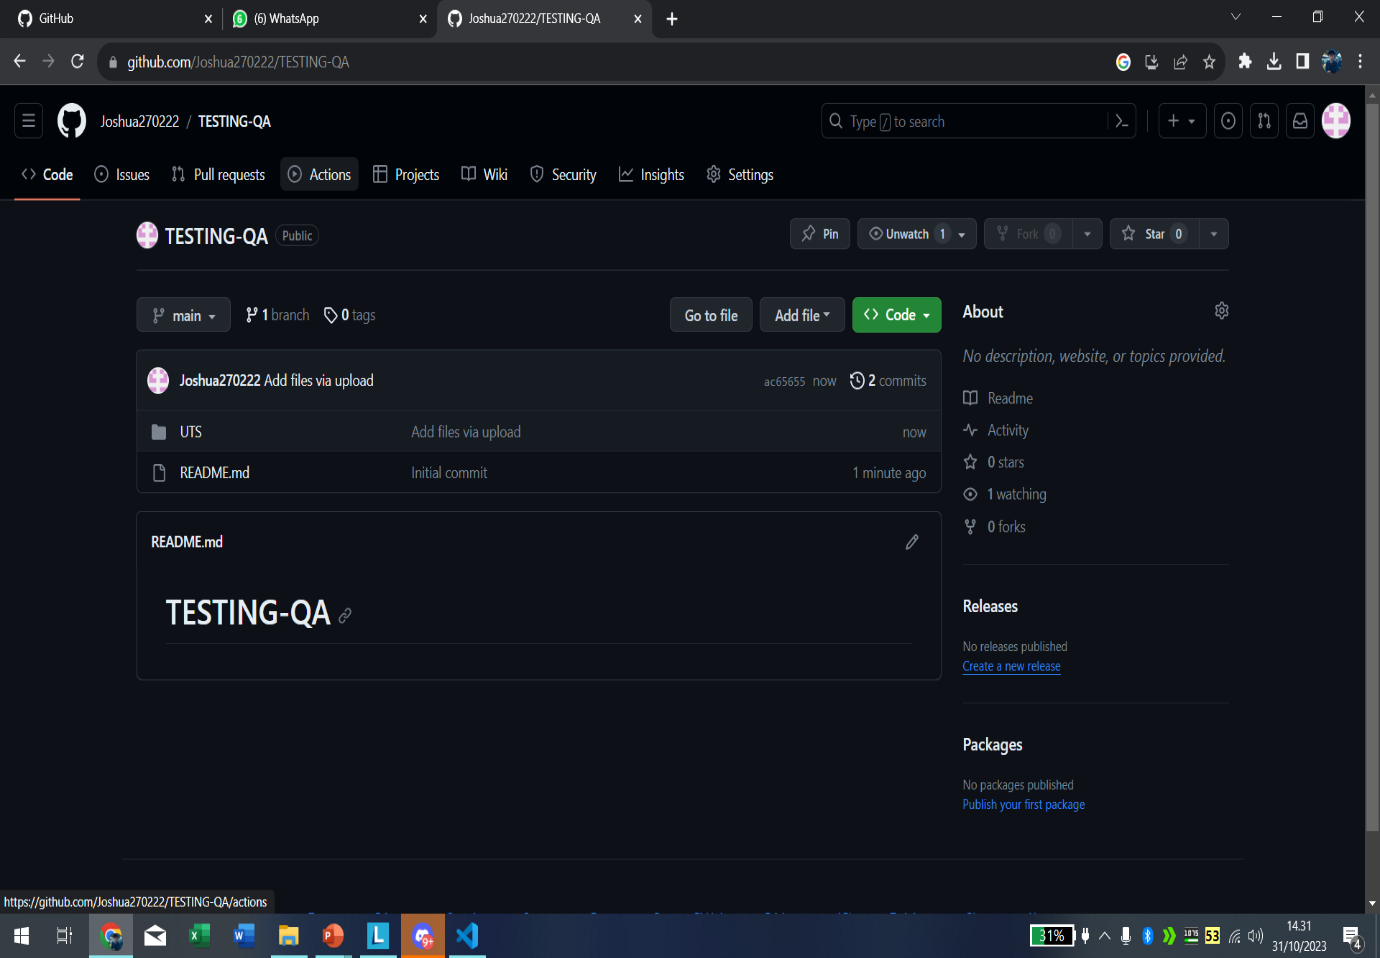 GitHub
(6) WhatsApp
Joshua270222/TESTING-QA
github.com/Joshua270222/TESTING-QA
Joshua270222 / TESTING-QA
Type / to search
Code
Issues
Pull requests
Actions
Projects
Wiki
Security
Insights
Settings
TESTING-QA Public
Pin
Unwatch 1
Fork 0
Star 0
main
1 branch
0 tags
Go to file
Add file
Code
Joshua270222 Add files via upload
ac65655 now
2 commits
UTS Add files via upload now
README.md Initial commit 1 minute ago
README.md
TESTING-QA
About
No description, website, or topics provided.
Readme
Activity
0 stars
1 watching
0 forks
Releases
No releases published
Create a new release
Packages
No packages published
Publish your first package
https://github.com/Joshua270222/TESTING-QA/actions
31%
53
14.31
31/10/2023
4